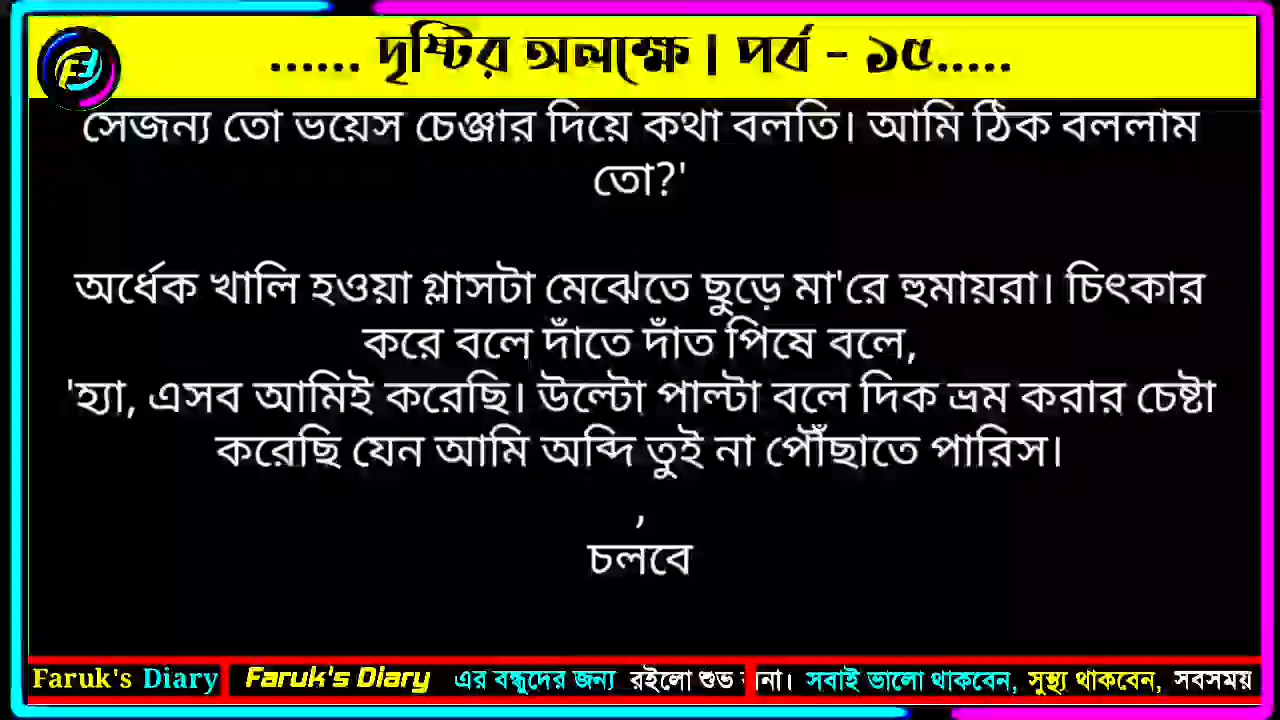 ...... দৃষ্টির অলক্ষে | পর্ব - ১৫.....
সেজন্য তো ভয়েস চেঞ্জার দিয়ে কথা বলতি। আমি ঠিক বললাম
তো?'
অর্ধেক খালি হওয়া গ্লাসটা মেঝেতে ছুড়ে মা'রে হুমায়রা। চিৎকার
করে বলে দাঁতে দাঁত পিষে বলে,
'হ্যা, এসব আমিই করেছি। উল্টো পাল্টা বলে দিক ভ্রম করার চেষ্টা
করেছি যেন আমি অব্দি তুই না পৌঁছাতে পারিস।
,
চলবে
Faruk's Diary Faruk's Diary এর বন্ধুদের জন্য রইলো শুভ না। সবাই ভালো থাকবেন, সুস্থ্য থাকবেন, সবসময়